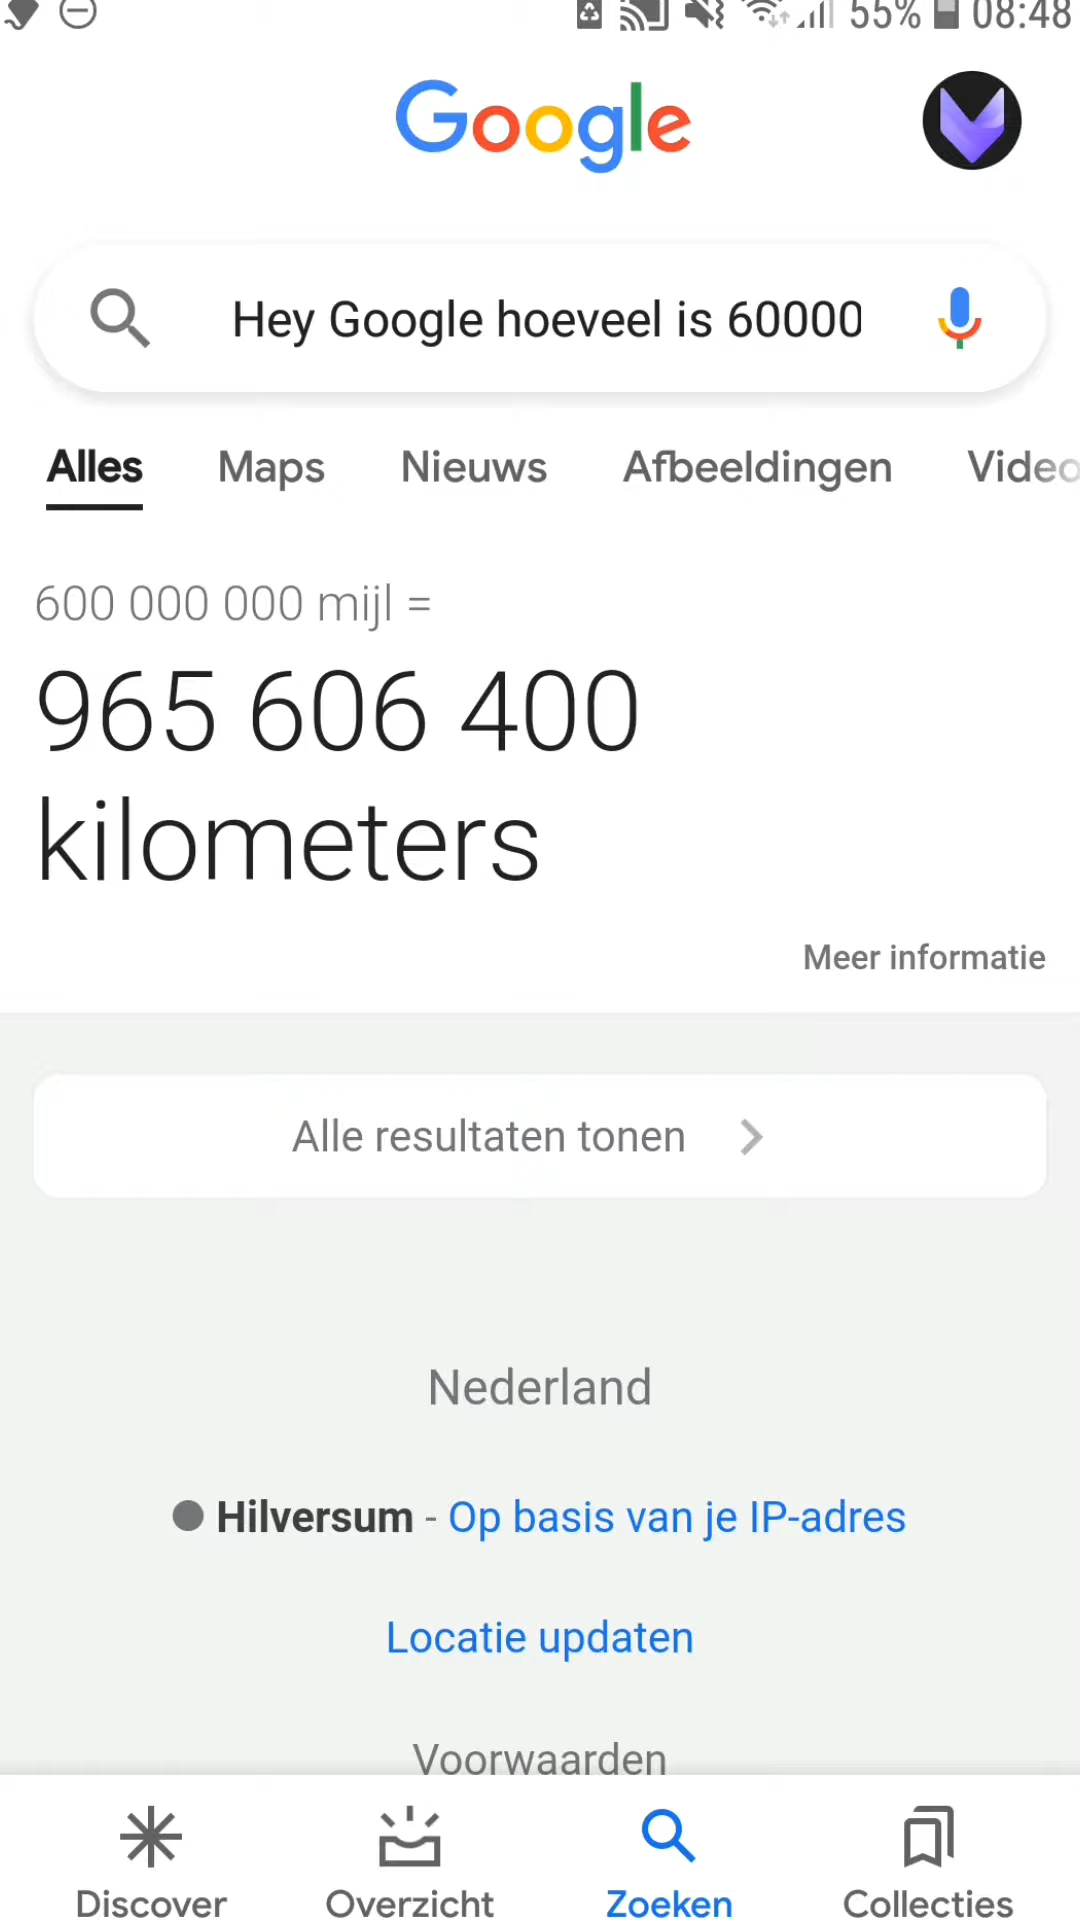 55% 08:48
Google
Hey Google hoeveel is 60000
Alles Maps Nieuws Afbeeldingen Video
600 000 000 mijl =
965 606 400
kilometers
Meer informatie
Alle resultaten tonen
Nederland
Hilversum - Op basis van je IP-adres
Locatie updaten
Voorwaarden
Discover Overzicht Zoeken Collecties